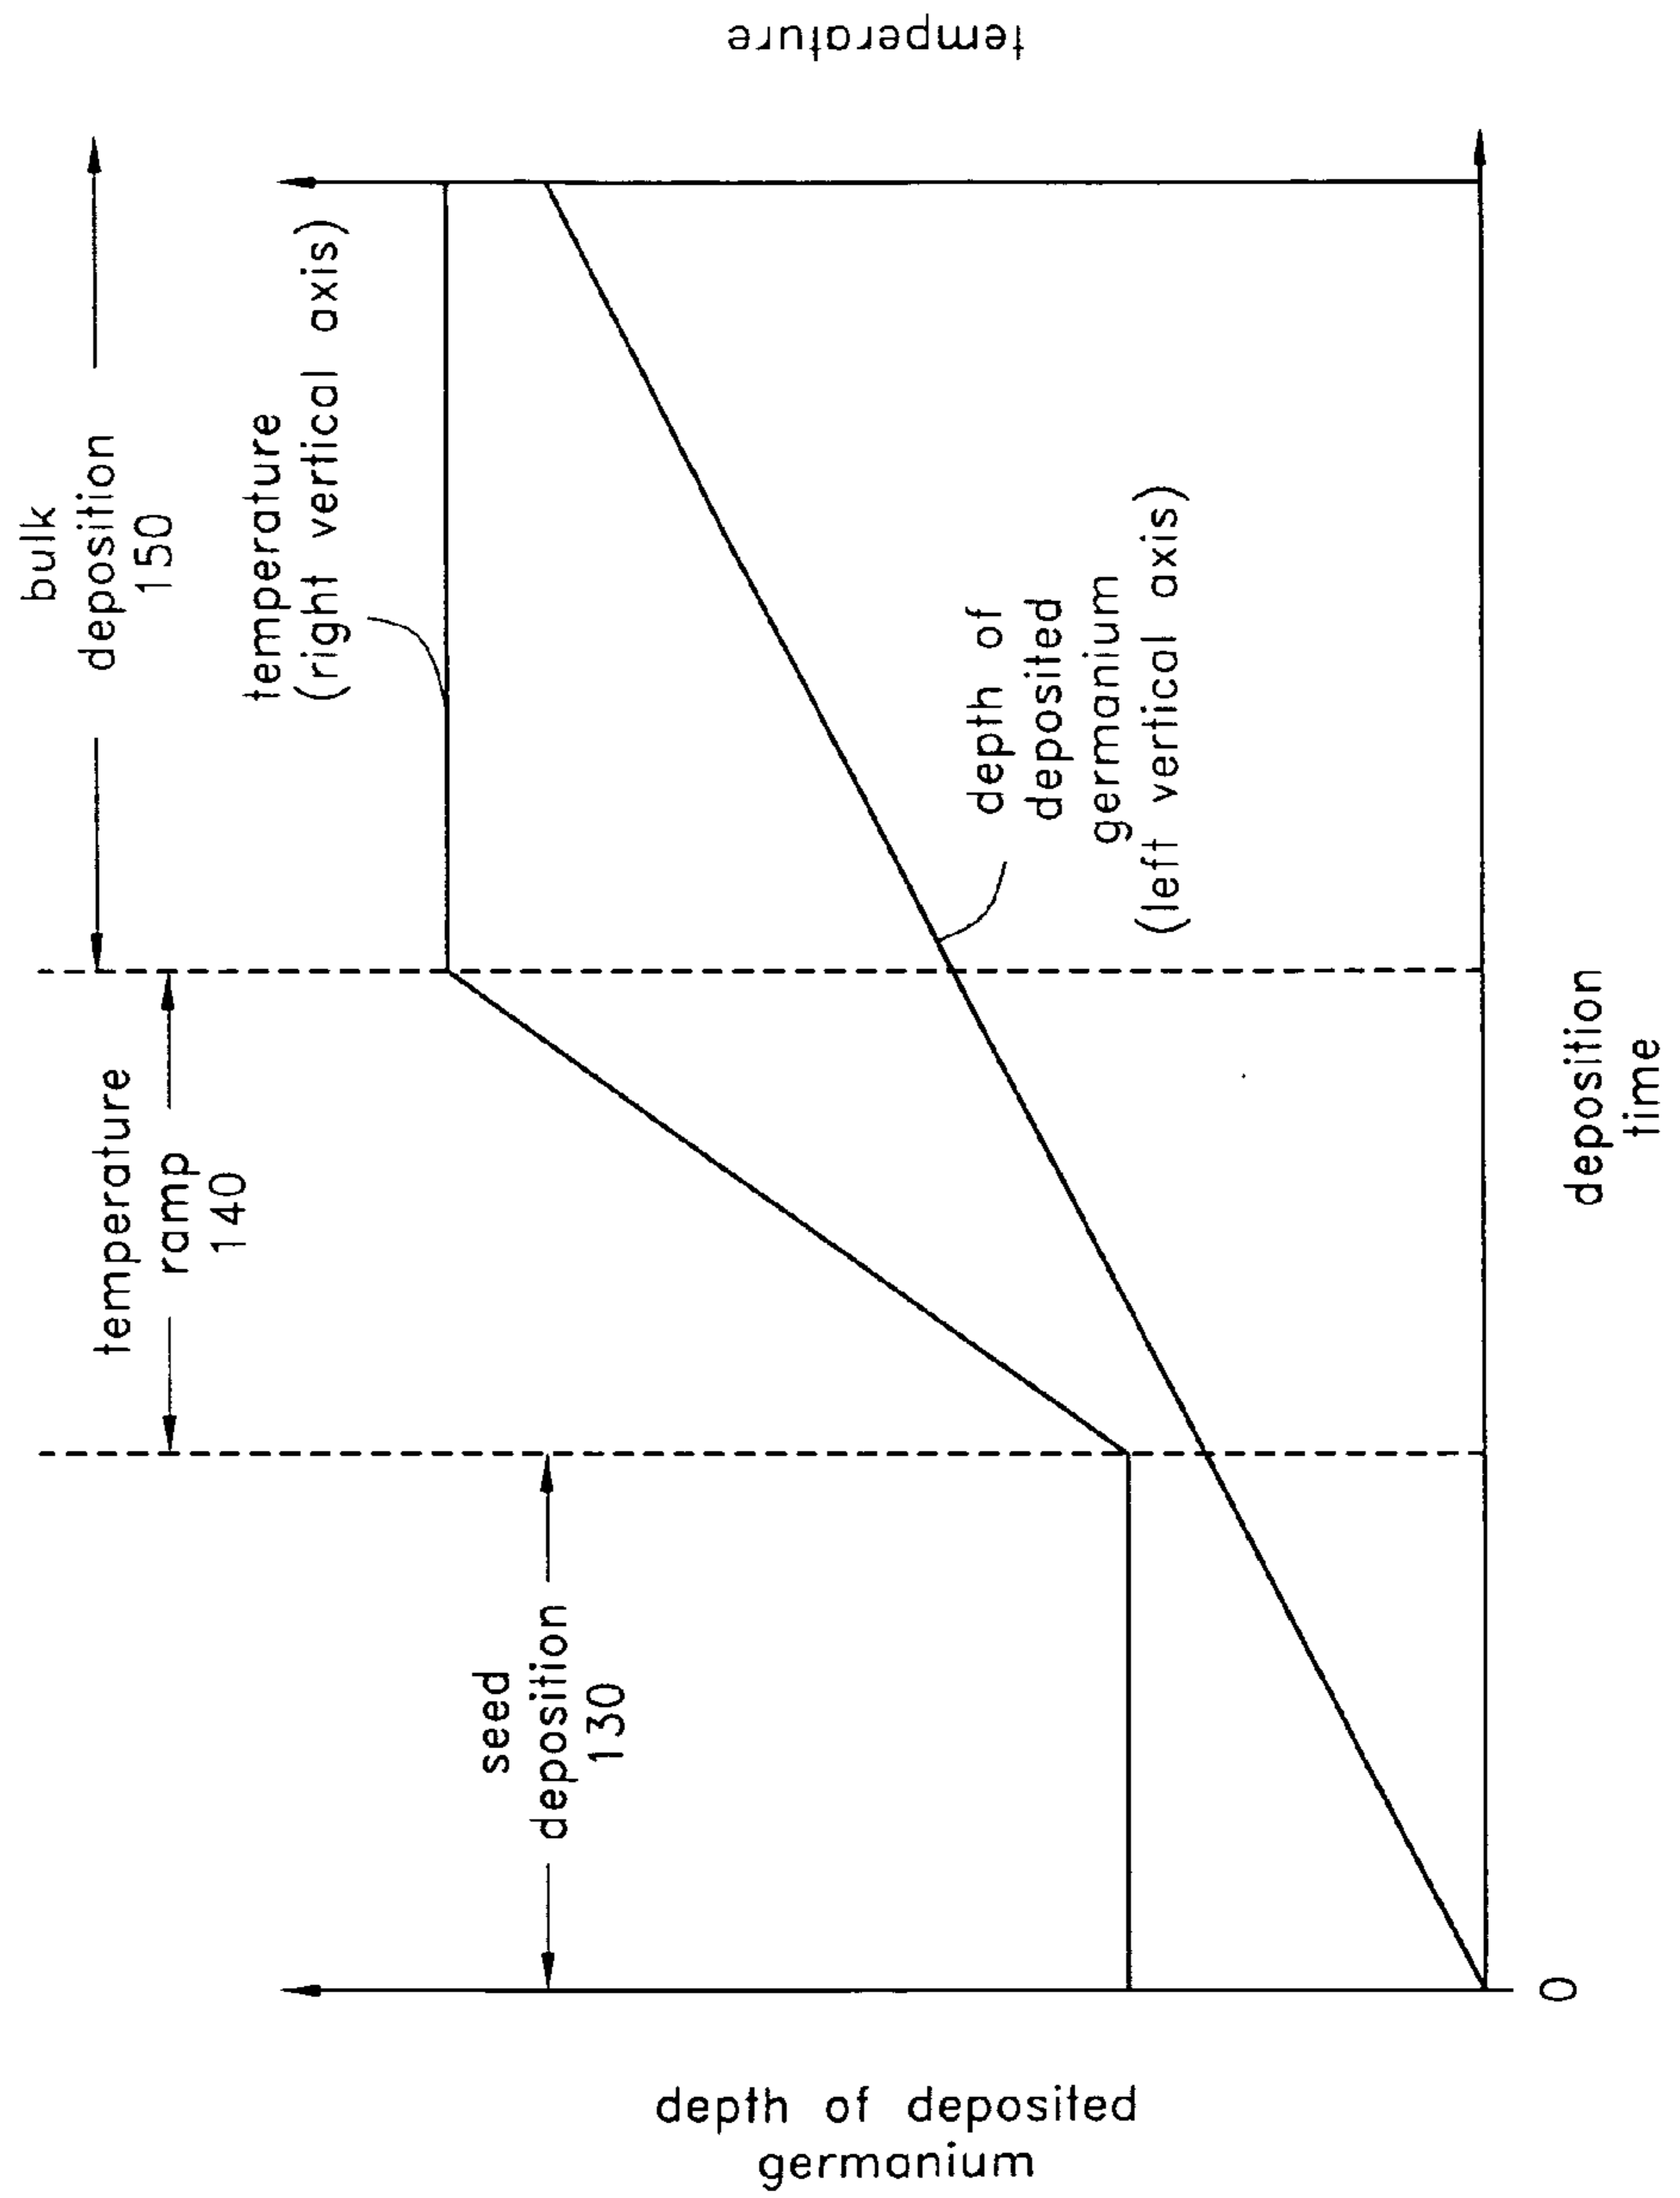 bulk
deposition
150
temperature
ramp
140
temperature
(right vertical axis)
seed
deposition
130
depth of
deposited
germanium
(left vertical axis)
depth of deposited
germanium
temperature
0
deposition
time